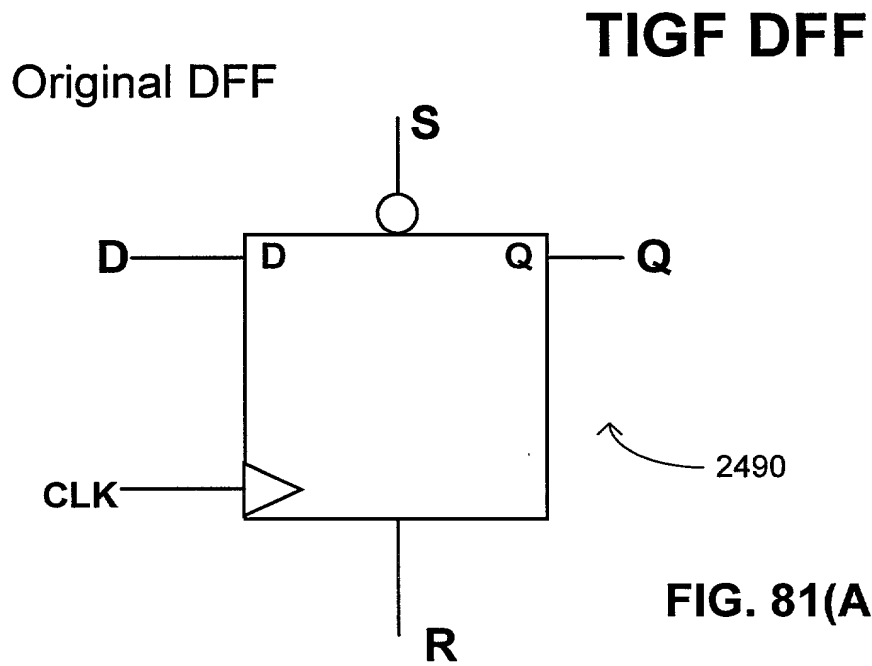 TIGF DFF
Original DFF
S
D
D
Q
Q
CLK
2490
FIG. 81(A
R